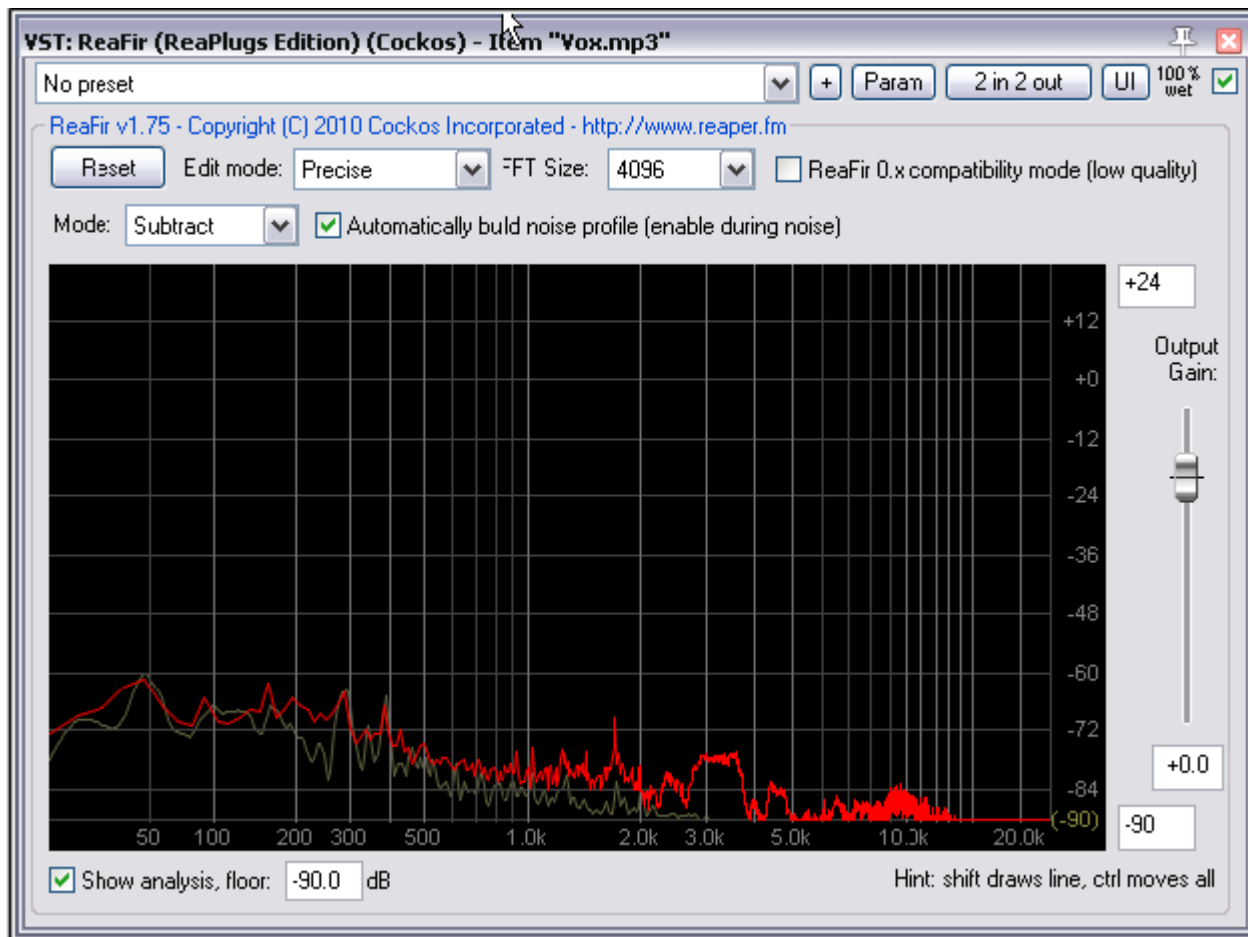 VST: ReaFir (ReaPlugs Edition) (Cockos) - Item "Vox.mp3"
No preset + Param 2 in 2 out UI 100% wet
ReaFir v1.75 - Copyright (C) 2010 Cockos Incorporated - http://www.reaper.fm
Reset Edit mode: Precise FFT Size: 4096 ReaFir 0.x compatibility mode (low quality)
Mode: Subtract Automatically build noise profile (enable during noise)
+24
+12
Output
Gain:
+0
-12
-24
-36
-48
-60
-72
+0.0
-84
(-90) -90
50 100 200 300 500 1.0k 2.0k 3.0k 5.0k 10.0k 20.0k
Show analysis, floor: -90.0 dB Hint: shift draws line, ctrl moves all